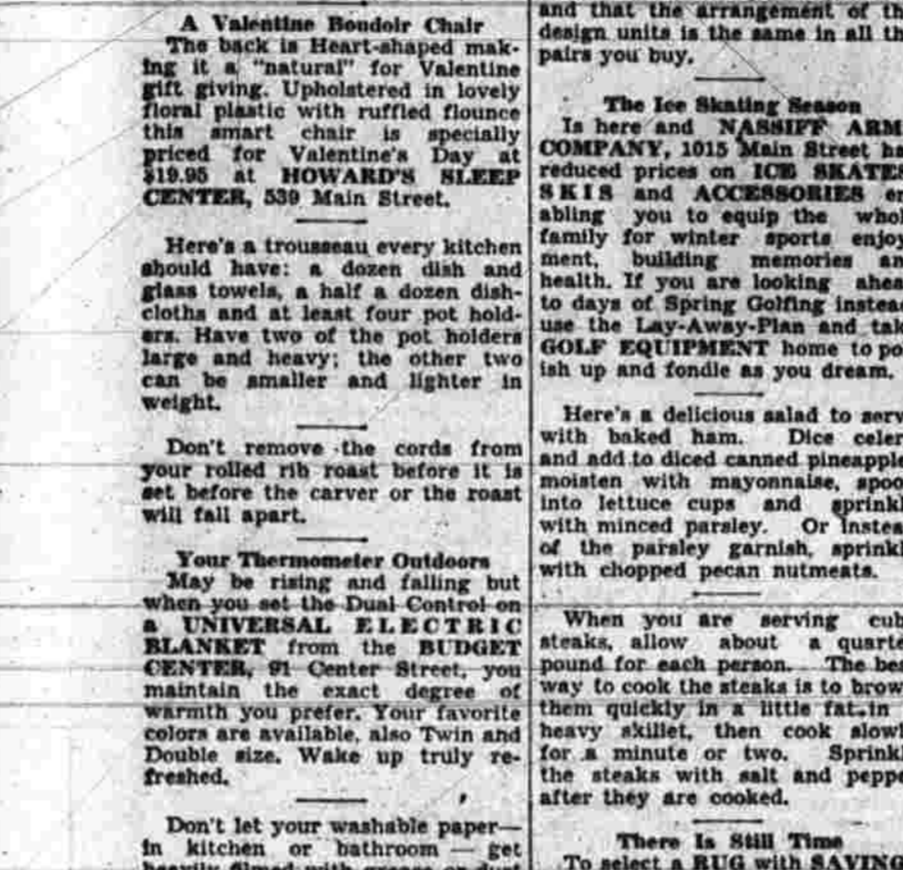 A Valentine Boudoir Chair
The back is Heart-shaped mak-
ing it a "natural" for Valentine
gift giving. Upholstered in lovely
floral plastic with ruffled flounce
this smart chair is specially
priced for Valentine's Day at
$19.95 at HOWARD'S SLEEP
CENTER, 539 Main Street.
Here's a trousseau every kitchen
should have: a dozen dish and
glass towels, a half a dozen dish-
cloths and at least four pot hold-
ers. Have two of the pot holders
large and heavy; the other two
can be smaller and lighter in
weight.
Don't remove the cords from
your rolled rib roast before it is
set before the carver or the roast
will fall apart.
Your Thermometer Outdoors
May be rising and falling but
when you set the Dual Control on
a UNIVERSAL ELECTRIC
BLANKET from the BUDGET
CENTER, 91 Center Street, you
maintain the exact degree of
warmth you prefer. Your favorite
colors are available, also Twin and
Double size. Wake up truly re-
freshed.
Don't let your washable paper—
in kitchen or bathroom — get
heavily filmed with grease or dust
and that the arrangement of th
design units is the same in all th
pairs you buy.
The Ice Skating Season
Is here and NASSIFF ARM
COMPANY, 1015 Main Street ha
reduced prices on ICE SKATES
SKIS and ACCESSORIES en
abling you to equip the whol
family for winter sports enjoy
ment, building memories an
health. If you are looking ahea
to days of Spring Golfing instea
use the Lay-Away-Plan and tak
GOLF EQUIPMENT home to po
ish up and fondle as you dream.
Here's a delicious salad to serv
with baked ham. Dice celer
and add to diced canned pineapple
moisten with mayonnaise, spoo
into lettuce cups and sprinkl
with minced parsley. Or instea
of the parsley garnish, sprinkl
with chopped pecan nutmeats.
When you are serving cub
steaks, allow about a quarte
pound for each person. The bes
way to cook the steaks is to brow
them quickly in a little fat in
heavy skillet, then cook slowl
for a minute or two. Sprinkl
the steaks with salt and peppe
after they are cooked.
There Is Still Time
To select a RUG with SAVING